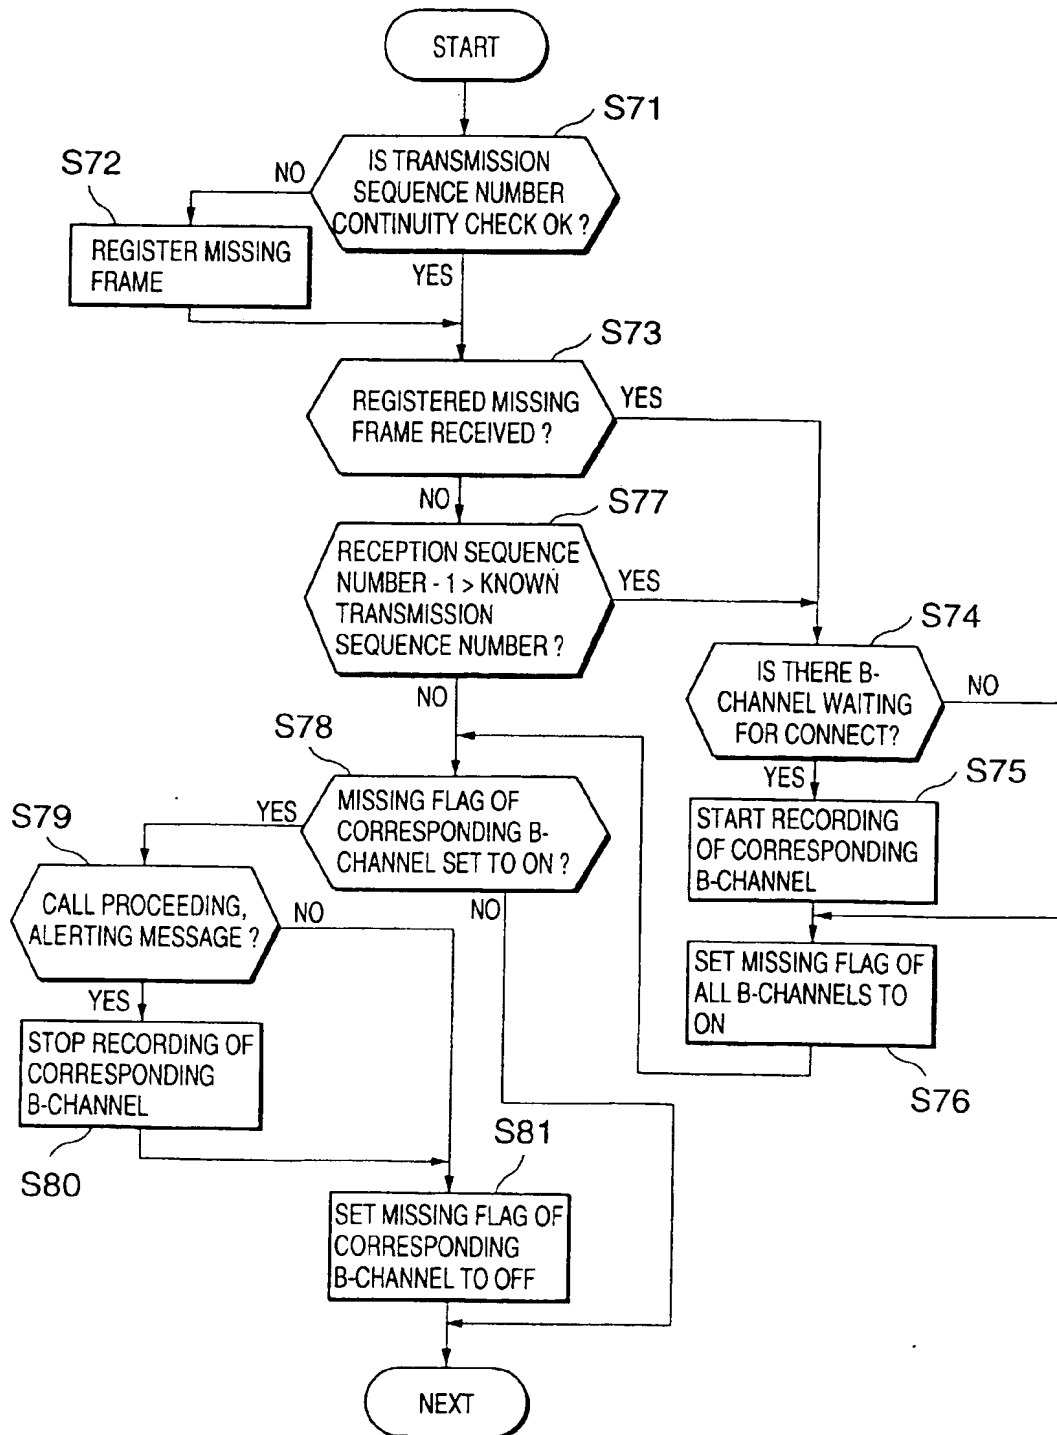 START
S71
IS TRANSMISSION
SEQUENCE NUMBER
CONTINUITY CHECK OK ?
NO
YES
S72
REGISTER MISSING
FRAME
S73
REGISTERED MISSING
FRAME RECEIVED ?
YES
NO
S77
RECEPTION SEQUENCE
NUMBER - 1 > KNOWN
TRANSMISSION
SEQUENCE NUMBER ?
YES
NO
S74
IS THERE B-
CHANNEL WAITING
FOR CONNECT?
NO
YES
S75
START RECORDING
OF CORRESPONDING
B-CHANNEL
SET MISSING FLAG OF
ALL B-CHANNELS TO
ON
S76
S78
MISSING FLAG OF
CORRESPONDING B-
CHANNEL SET TO ON ?
YES
NO
S79
CALL PROCEEDING,
ALERTING MESSAGE ?
NO
YES
STOP RECORDING OF
CORRESPONDING
B-CHANNEL
S80
S81
SET MISSING FLAG OF
CORRESPONDING
B-CHANNEL TO OFF
NEXT